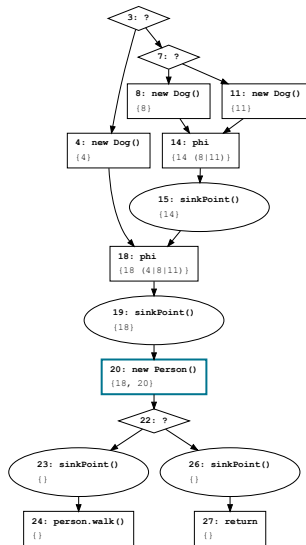 3: ?
7: ?
8: new Dog()
{8}
11: new Dog()
{11}
4: new Dog()
{4}
14: phi
{14 (8|11)}
15: sinkPoint()
{14}
18: phi
{18 (4|8|11)}
19: sinkPoint()
{18}
20: new Person()
{18, 20}
22: ?
23: sinkPoint()
{}
26: sinkPoint()
{}
24: person.walk()
{}
27: return
{}